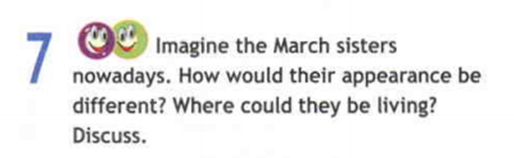 7 Imagine the March sisters
nowadays. How would their appearance be
different? Where could they be living?
Discuss.